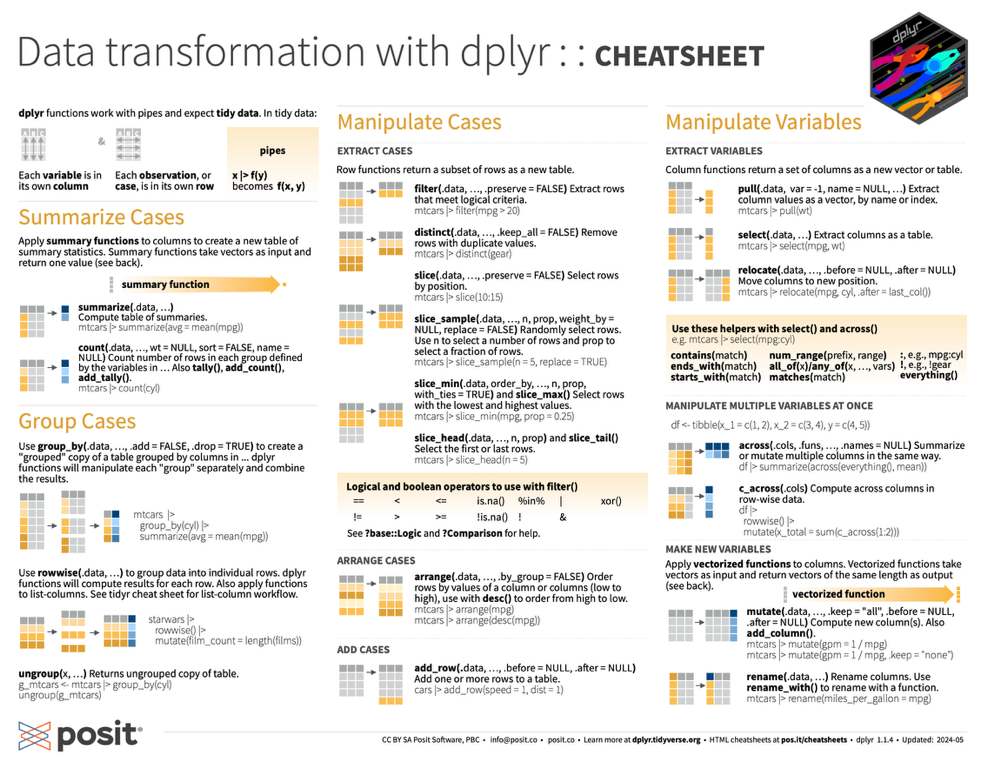 Data transformation with dplyr : : CHEATSHEET
dplyr
dplyr functions work with pipes and expect tidy data. In tidy data:
A B C
&
A B C
pipes
Each variable is in
its own column
Each observation, or
case, is in its own row
x |> f(y)
becomes f(x, y)
Summarize Cases
Apply summary functions to columns to create a new table of
summary statistics. Summary functions take vectors as input and
return one value (see back).
summary function
summarize(.data, …)
Compute table of summaries.
mtcars |> summarize(avg = mean(mpg))
count(.data, …, wt = NULL, sort = FALSE, name =
NULL) Count number of rows in each group defined
by the variables in … Also tally(), add_count(),
add_tally().
mtcars |> count(cyl)
Group Cases
Use group_by(.data, …, .add = FALSE, .drop = TRUE) to create a
"grouped" copy of a table grouped by columns in ... dplyr
functions will manipulate each "group" separately and combine
the results.
mtcars |>
group_by(cyl) |>
summarize(avg = mean(mpg))
Use rowwise(.data, …) to group data into individual rows. dplyr
functions will compute results for each row. Also apply functions
to list-columns. See tidyr cheat sheet for list-column workflow.
starwars |>
rowwise() |>
mutate(film_count = length(films))
ungroup(x, …) Returns ungrouped copy of table.
g_mtcars <- mtcars |> group_by(cyl)
ungroup(g_mtcars)
Manipulate Cases
EXTRACT CASES
Row functions return a subset of rows as a new table.
filter(.data, …, .preserve = FALSE) Extract rows
that meet logical criteria.
mtcars |> filter(mpg > 20)
distinct(.data, …, .keep_all = FALSE) Remove
rows with duplicate values.
mtcars |> distinct(gear)
slice(.data, …, .preserve = FALSE) Select rows
by position.
mtcars |> slice(10:15)
slice_sample(.data, …, n, prop, weight_by =
NULL, replace = FALSE) Randomly select rows.
Use n to select a number of rows and prop to
select a fraction of rows.
mtcars |> slice_sample(n = 5, replace = TRUE)
slice_min(.data, order_by, …, n, prop,
with_ties = TRUE) and slice_max() Select rows
with the lowest and highest values.
mtcars |> slice_min(mpg, prop = 0.25)
slice_head(.data, …, n, prop) and slice_tail()
Select the first or last rows.
mtcars |> slice_head(n = 5)
Logical and boolean operators to use with filter()
== < <= is.na() %in% | xor()
!= > >= !is.na() ! &
See ?base::Logic and ?Comparison for help.
ARRANGE CASES
arrange(.data, …, .by_group = FALSE) Order
rows by values of a column or columns (low to
high), use with desc() to order from high to low.
mtcars |> arrange(mpg)
mtcars |> arrange(desc(mpg))
ADD CASES
add_row(.data, …, .before = NULL, .after = NULL)
Add one or more rows to a table.
cars |> add_row(speed = 1, dist = 1)
Manipulate Variables
EXTRACT VARIABLES
Column functions return a set of columns as a new vector or table.
pull(.data, var = -1, name = NULL, …) Extract
column values as a vector, by name or index.
mtcars |> pull(wt)
select(.data, …) Extract columns as a table.
mtcars |> select(mpg, wt)
relocate(.data, …, .before = NULL, .after = NULL)
Move columns to new position.
mtcars |> relocate(mpg, cyl, .after = last_col())
Use these helpers with select() and across()
e.g. mtcars |> select(mpg:cyl)
contains(match) num_range(prefix, range) :, e.g., mpg:cyl
ends_with(match) all_of(x)/any_of(x, …, vars) !, e.g., !gear
starts_with(match) matches(match) everything()
MANIPULATE MULTIPLE VARIABLES AT ONCE
df <- tibble(x_1 = c(1, 2), x_2 = c(3, 4), y = c(4, 5))
across(.cols, .funs, …, .names = NULL) Summarize
or mutate multiple columns in the same way.
df |> summarize(across(everything(), mean))
c_across(.cols) Compute across columns in
row-wise data.
df |>
rowwise() |>
mutate(x_total = sum(c_across(1:2)))
MAKE NEW VARIABLES
Apply vectorized functions to columns. Vectorized functions take
vectors as input and return vectors of the same length as output
(see back).
vectorized function
mutate(.data, …, .keep = "all", .before = NULL,
.after = NULL) Compute new column(s). Also
add_column().
mtcars |> mutate(gpm = 1 / mpg)
mtcars |> mutate(gpm = 1 / mpg, .keep = "none")
rename(.data, …) Rename columns. Use
rename_with() to rename with a function.
mtcars |> rename(miles_per_gallon = mpg)
posit®
CC BY SA Posit Software, PBC • info@posit.co • posit.co • Learn more at dplyr.tidyverse.org • HTML cheatsheets at pos.it/cheatsheets • dplyr 1.1.4 • Updated: 2024-05